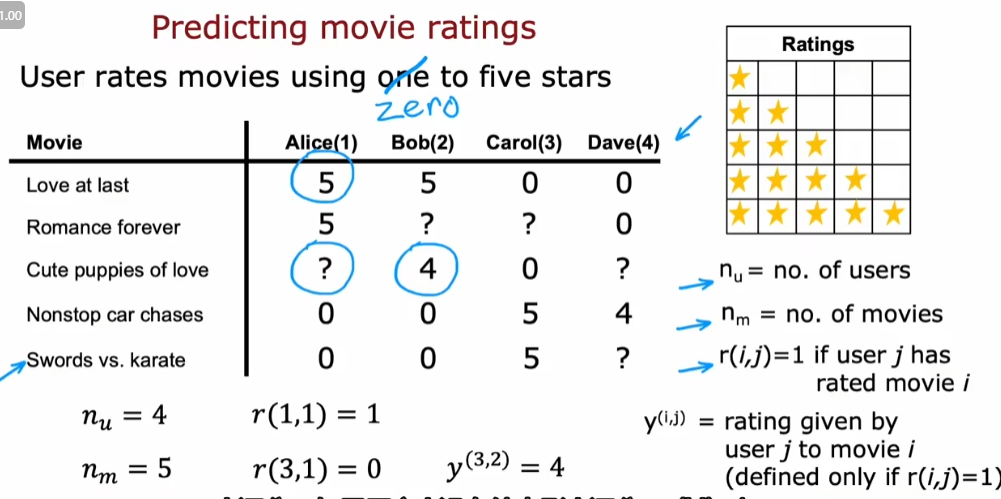 1.00
Predicting movie ratings
User rates movies using one to five stars
zero
Ratings
Movie Alice(1) Bob(2) Carol(3) Dave(4)
Love at last 5 5 0 0
Romance forever 5 ? ? 0
Cute puppies of love ? 4 0 ?
Nonstop car chases 0 0 5 4
Swords vs. karate 0 0 5 ?
nᵤ = no. of users
nₘ = no. of movies
r(i,j)=1 if user j has
rated movie i
y⁽ⁱ,ʲ⁾ = rating given by
user j to movie i
(defined only if r(i,j)=1)
nᵤ = 4 r(1,1) = 1
nₘ = 5 r(3,1) = 0 y⁽³,²⁾ = 4